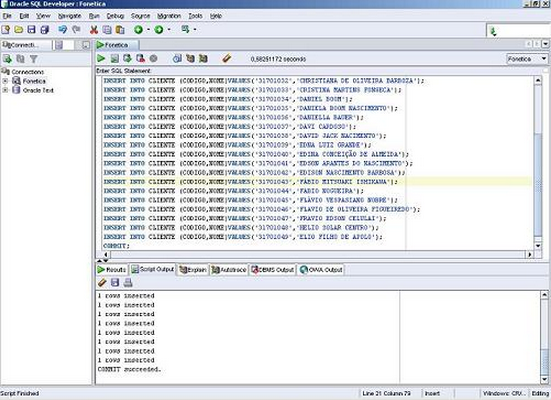 Oracle SQL Developer : Fonetica
File Edit View Navigate Run Debug Source Migration Tools Help
Connecti...
Fonetica
0,58251172 seconds
Fonetica
Enter SQL Statement:
Connections
Fonetica
Oracle Text
INSERT INTO CLIENTE (CODIGO,NOME)VALUES('31701032','CHRISTIANA DE OLIVEIRA BARBOZA');
INSERT INTO CLIENTE (CODIGO,NOME)VALUES('31701033','CRISTINA MARTINS FONSECA');
INSERT INTO CLIENTE (CODIGO,NOME)VALUES('31701034','DANIEL BOOM');
INSERT INTO CLIENTE (CODIGO,NOME)VALUES('31701035','DANIELA BOOM NASCIMENTO');
INSERT INTO CLIENTE (CODIGO,NOME)VALUES('31701036','DANIELLA BAUER');
INSERT INTO CLIENTE (CODIGO,NOME)VALUES('31701037','DAVI CARDOSO');
INSERT INTO CLIENTE (CODIGO,NOME)VALUES('31701038','DAVID JACK NACIMENTO');
INSERT INTO CLIENTE (CODIGO,NOME)VALUES('31701039','EDNA LUIZ GRANDE');
INSERT INTO CLIENTE (CODIGO,NOME)VALUES('31701040','EDINA CONCEIÇÃO DE ALMEIDA');
INSERT INTO CLIENTE (CODIGO,NOME)VALUES('31701041','EDSON ARANTES DO NASCIMENTO');
INSERT INTO CLIENTE (CODIGO,NOME)VALUES('31701042','EDISON NARCIMENTO BARBOSA');
INSERT INTO CLIENTE (CODIGO,NOME)VALUES('31701043','FÁBIO MITSUAKI ISHIKAWA');
INSERT INTO CLIENTE (CODIGO,NOME)VALUES('31701044','FABIO NOGUEIRA');
INSERT INTO CLIENTE (CODIGO,NOME)VALUES('31701045','FLÁVIO VESPASIANO NOBRE');
INSERT INTO CLIENTE (CODIGO,NOME)VALUES('31701046','FLAVIO DE OLIVEIRA FIGUEIREDO');
INSERT INTO CLIENTE (CODIGO,NOME)VALUES('31701047','FRAVIO EDSON CELULAI');
INSERT INTO CLIENTE (CODIGO,NOME)VALUES('31701048','HELIO SOLAR CENTRO');
INSERT INTO CLIENTE (CODIGO,NOME)VALUES('31701049','ELIO FILHO DE APOLO');
COMMIT;
Results Script Output Explain Autotrace DBMS Output OWA Output
1 rows inserted
1 rows inserted
1 rows inserted
1 rows inserted
1 rows inserted
1 rows inserted
1 rows inserted
1 rows inserted
COMMIT succeeded.
Script Finished
Line 21 Column 79 Insert Windows: CR/... Editing